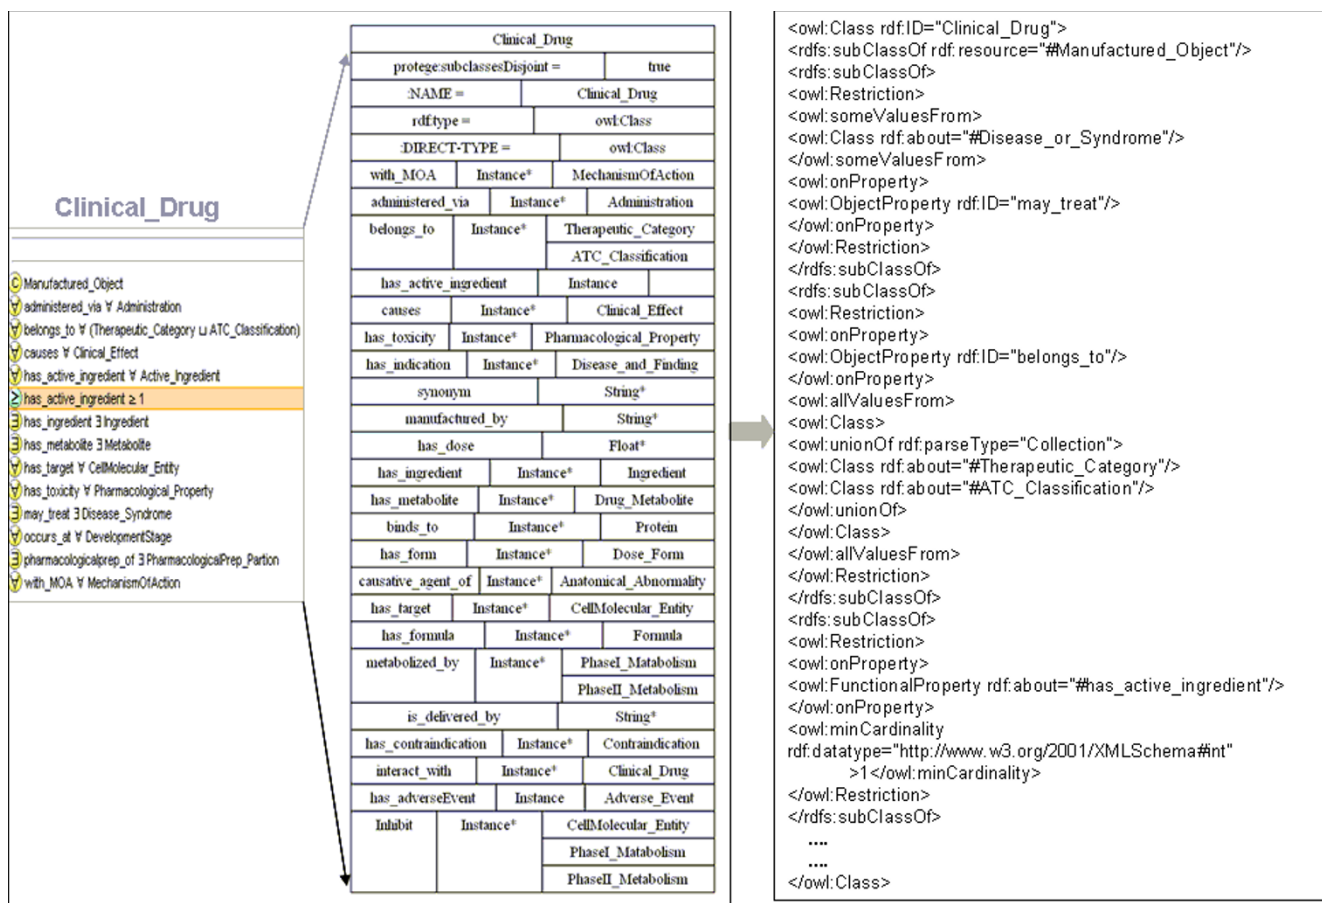 Clinical_Drug
C Manufactured_Object
∀ administered_via ∀ Administration
∀ belongs_to ∀ (Therapeutic_Category ⊔ ATC_Classification)
∀ causes ∀ Clinical_Effect
∀ has_active_ingredient ∀ Active_Ingredient
≥ has_active_ingredient ≥ 1
∃ has_ingredient ∃ Ingredient
∃ has_metabolite ∃ Metabolite
∀ has_target ∀ CellMolecular_Entity
∀ has_toxicity ∀ Pharmacological_Property
∃ may_treat ∃ Disease_Syndrome
∀ occurs_at ∀ DevelopmentStage
∃ pharmacologicalprep_of ∃ PharmacologicalPrep_Partion
∀ with_MOA ∀ MechanismOfAction
Clinical_Drug
protege:subclassesDisjoint = true
:NAME = Clinical_Drug
rdf:type = owl:Class
:DIRECT-TYPE = owl:Class
with_MOA Instance* MechanismOfAction
administered_via Instance* Administration
belongs_to Instance* Therapeutic_Category
ATC_Classification
has_active_ingredient Instance
causes Instance* Clinical_Effect
has_toxicity Instance* Pharmacological_Property
has_indication Instance* Disease_and_Finding
synonym String*
manufactured_by String*
has_dose Float*
has_ingredient Instance* Ingredient
has_metabolite Instance* Drug_Metabolite
binds_to Instance* Protein
has_form Instance* Dose_Form
causative_agent_of Instance* Anatomical_Abnormality
has_target Instance* CellMolecular_Entity
has_formula Instance* Formula
metabolized_by Instance* PhaseI_Matabolism
PhaseII_Metabolism
is_delivered_by String*
has_contraindication Instance* Contraindication
interact_with Instance* Clinical_Drug
has_adverseEvent Instance Adverse_Event
Inhibit Instance* CellMolecular_Entity
PhaseI_Matabolism
PhaseII_Metabolism
<owl:Class rdf:ID="Clinical_Drug">
<rdfs:subClassOf rdf:resource="#Manufactured_Object"/>
<rdfs:subClassOf>
<owl:Restriction>
<owl:someValuesFrom>
<owl:Class rdf:about="#Disease_or_Syndrome"/>
</owl:someValuesFrom>
<owl:onProperty>
<owl:ObjectProperty rdf:ID="may_treat"/>
</owl:onProperty>
</owl:Restriction>
</rdfs:subClassOf>
<rdfs:subClassOf>
<owl:Restriction>
<owl:onProperty>
<owl:ObjectProperty rdf:ID="belongs_to"/>
</owl:onProperty>
<owl:allValuesFrom>
<owl:Class>
<owl:unionOf rdf:parseType="Collection">
<owl:Class rdf:about="#Therapeutic_Category"/>
<owl:Class rdf:about="#ATC_Classification"/>
</owl:unionOf>
</owl:Class>
</owl:allValuesFrom>
</owl:Restriction>
</rdfs:subClassOf>
<rdfs:subClassOf>
<owl:Restriction>
<owl:onProperty>
<owl:FunctionalProperty rdf:about="#has_active_ingredient"/>
</owl:onProperty>
<owl:minCardinality
rdf:datatype="http://www.w3.org/2001/XMLSchema#int"
>1</owl:minCardinality>
</owl:Restriction>
</rdfs:subClassOf>
....
....
</owl:Class>